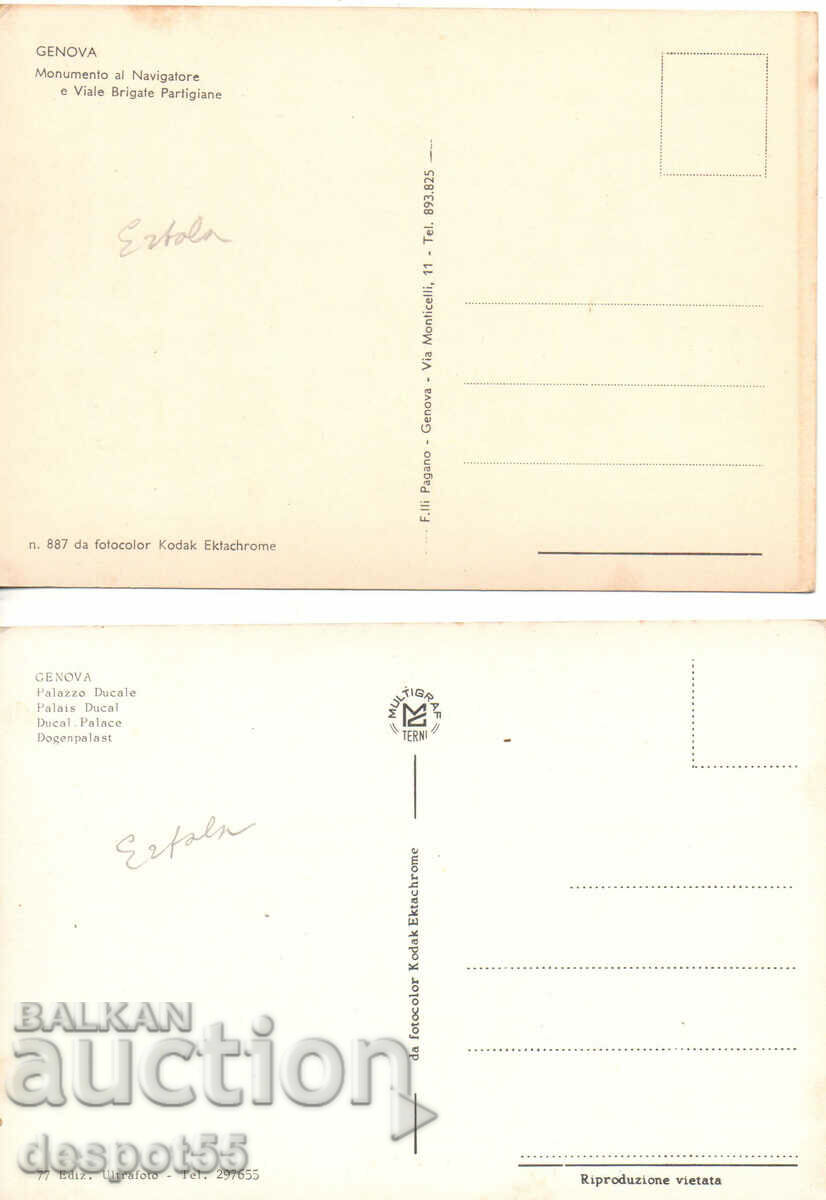 GENOVA
Monumento al Navigatore
e Viale Brigate Partigiane
n. 887 da fotocolor Kodak Ektachrome
F.lli Pagano - Genova - Via Monticelli, 11 - Tel. 893.825
GENOVA
Palazzo Ducale
Palais Ducal
Ducal Palace
Dogenpalast
MULTIGRAF
TERNI
da fotocolor Kodak Ektachrome
BALKAN
auction
despot55
77 Ediz. Ultrafoto - Tel. 297655
Riproduzione vietata